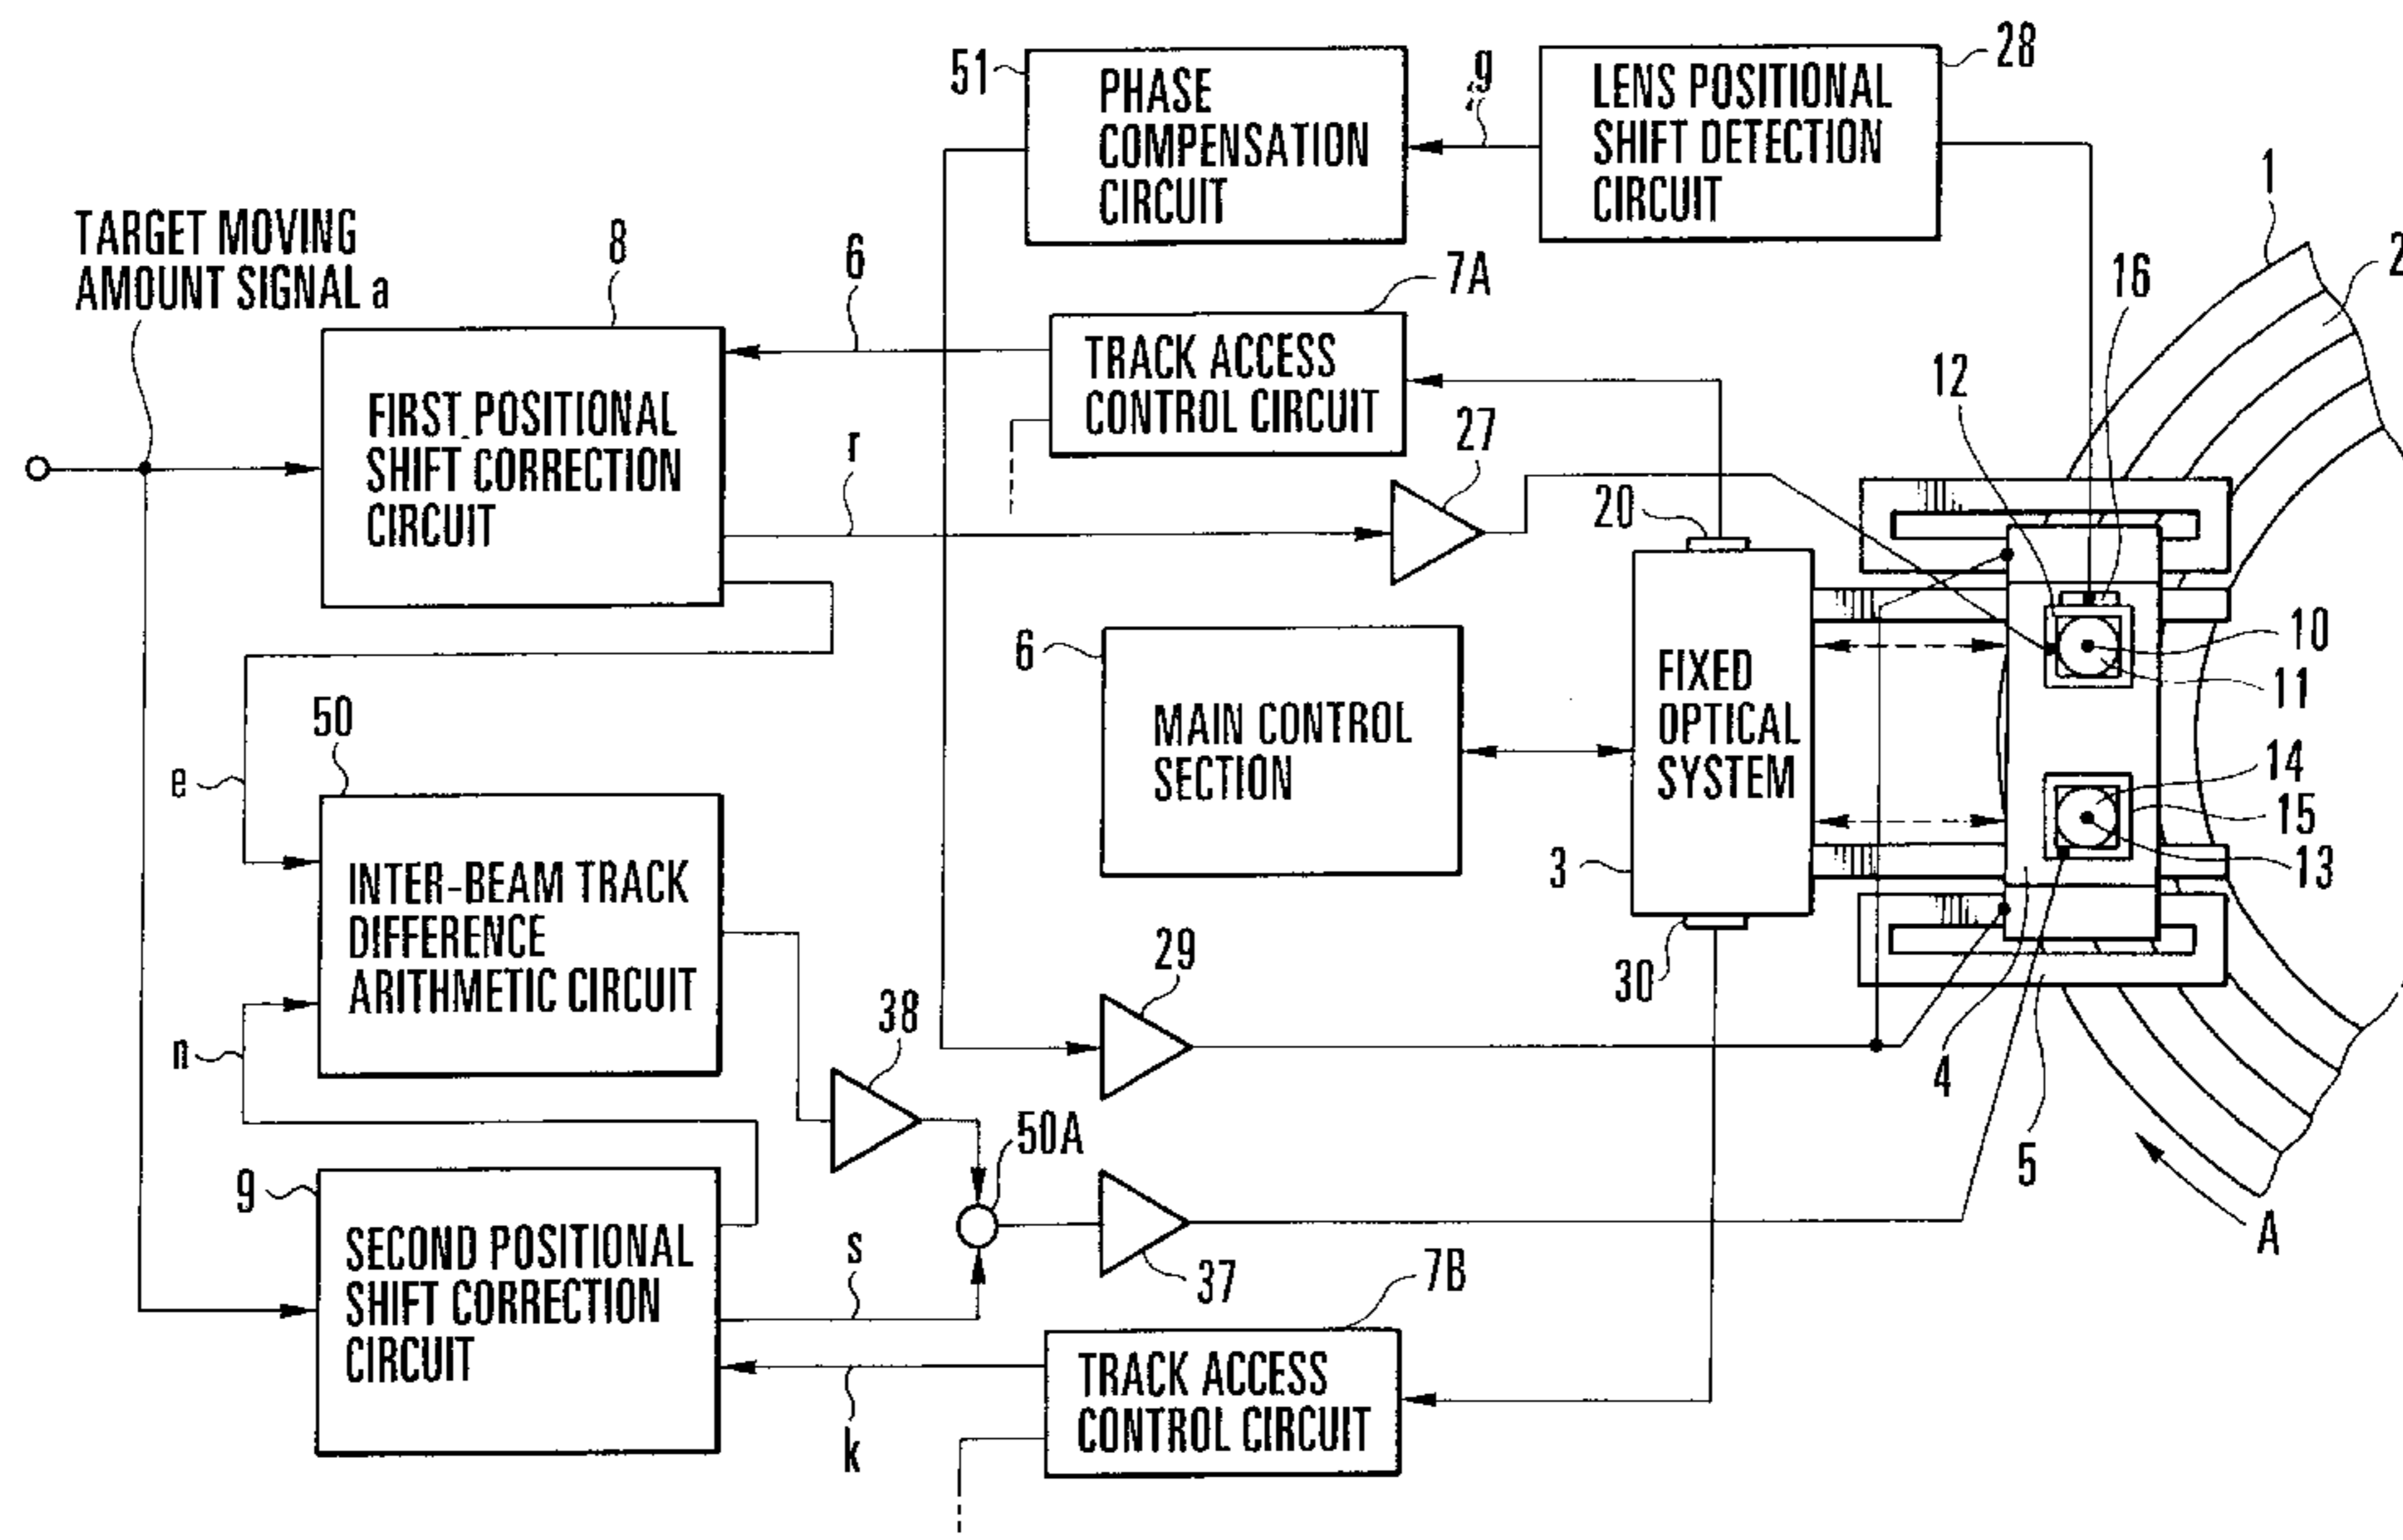 51
PHASE
COMPENSATION
CIRCUIT
g
LENS POSITIONAL
SHIFT DETECTION
CIRCUIT
28
1
2
TARGET MOVING
AMOUNT SIGNAL a
8
6
7A
16
FIRST POSITIONAL
SHIFT CORRECTION
CIRCUIT
TRACK ACCESS
CONTROL CIRCUIT
12
r
27
20
6
MAIN CONTROL
SECTION
FIXED
OPTICAL
SYSTEM
10
11
14
15
13
3
50
e
INTER-BEAM TRACK
DIFFERENCE
ARITHMETIC CIRCUIT
n
38
29
30
4
5
A
50A
9
SECOND POSITIONAL
SHIFT CORRECTION
CIRCUIT
s
37
7B
k
TRACK ACCESS
CONTROL CIRCUIT